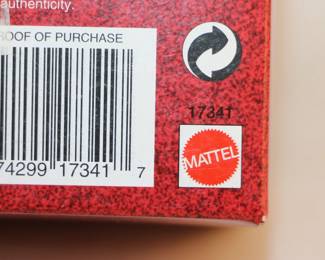 authenticity.
ROOF OF PURCHASE
17341
74299 17341 7
MATTEL